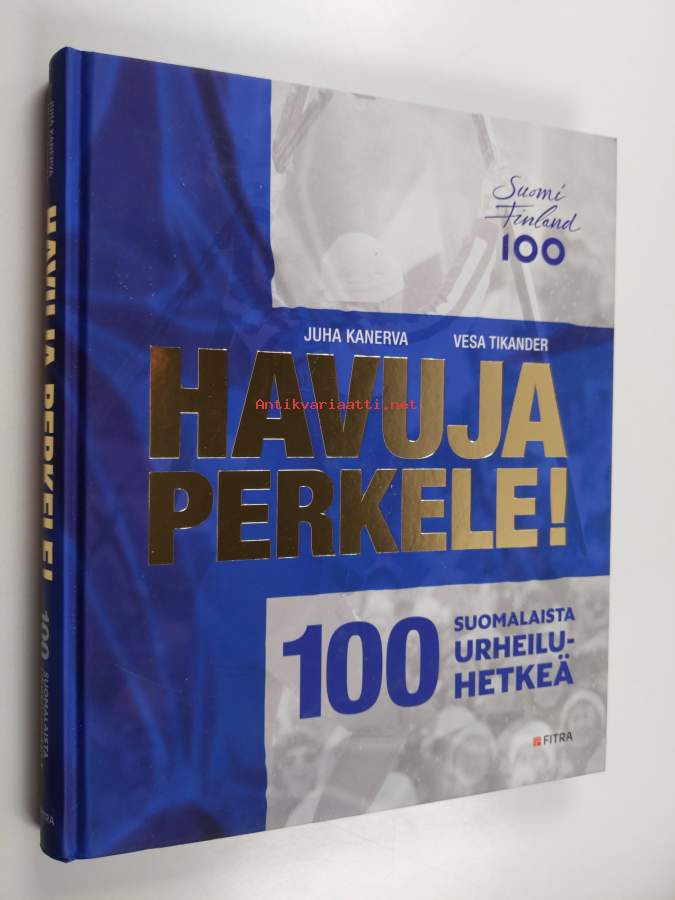 Suomi
Finland
100
JUHA KANERVA VESA TIKANDER
HAVUJA
Antikvariaatti.net
PERKELE!
100
SUOMALAISTA
URHEILU-
HETKEÄ
FITRA
JUHA KANERVA
HAVUJA PERKELE!
100
SUOMALAISTA
FITRA